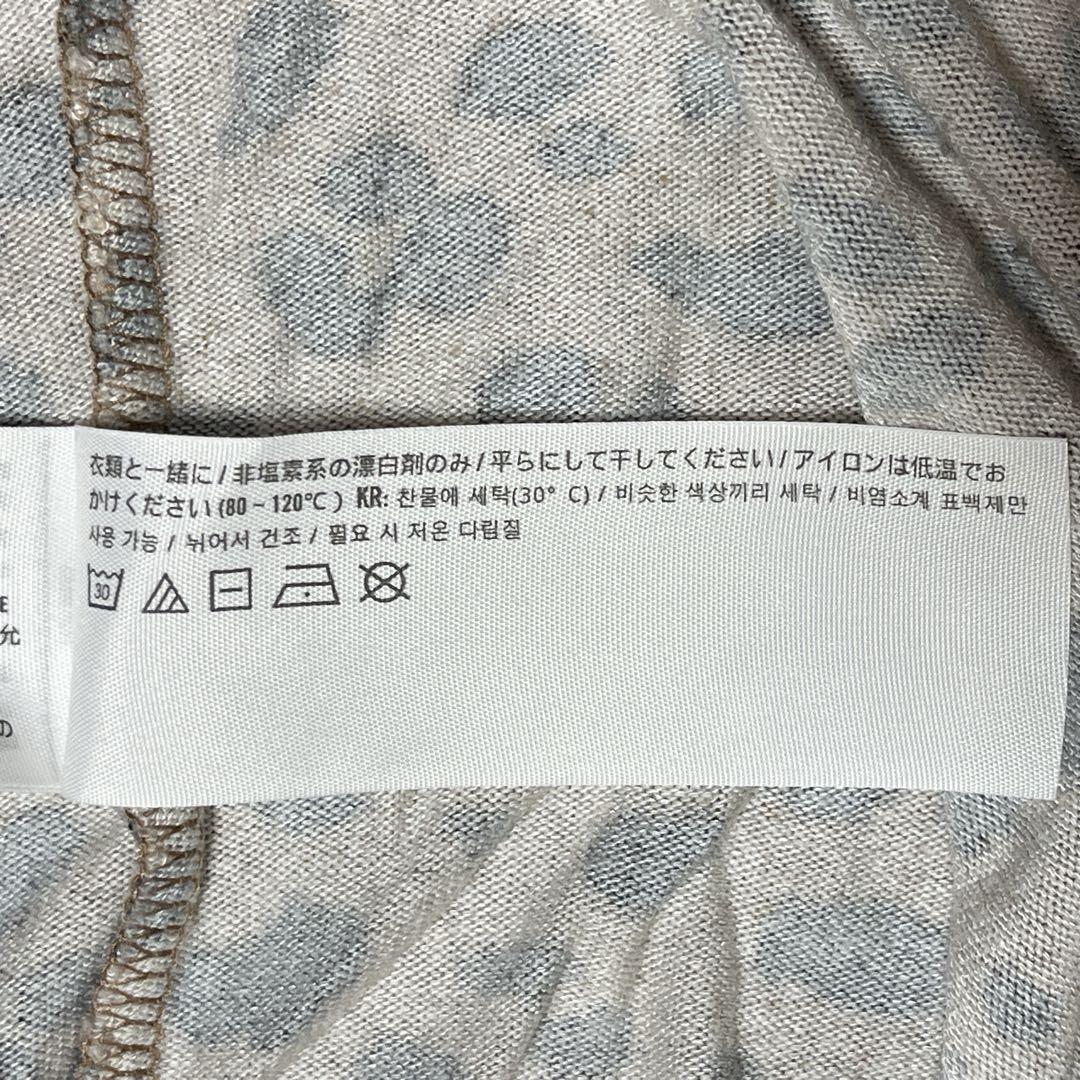 衣類と一緒に/非塩素系の漂白剤のみ/平らにして干してください/アイロンは低温でお
かけください(80 – 120°C ) KR: 찬물에 세탁(30° C) / 비슷한 색상끼리 세탁 / 비염소계 표백제만
사용 가능 / 뉘어서 건조 / 필요 시 저온 다림질
30
E
允
の